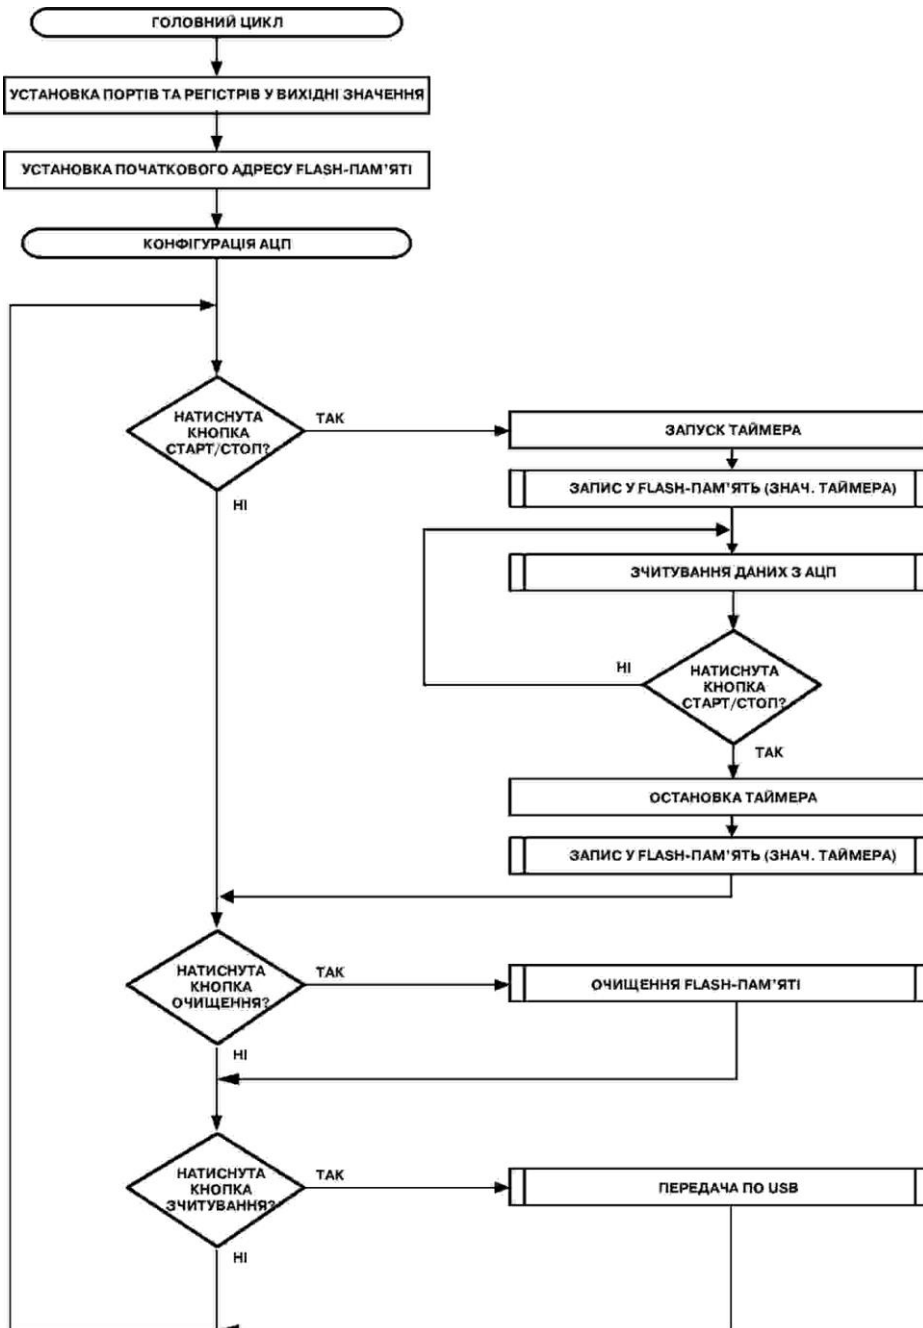 ГОЛОВНИЙ ЦИКЛ
УСТАНОВКА ПОРТІВ ТА РЕГІСТРІВ У ВИХІДНІ ЗНАЧЕННЯ
УСТАНОВКА ПОЧАТКОВОГО АДРЕСУ FLASH-ПАМ'ЯТІ
КОНФІГУРАЦІЯ АЦП
НАТИСНУТА
КНОПКА
СТАРТ/СТОП?
ТАК
НІ
ЗАПУСК ТАЙМЕРА
ЗАПИС У FLASH-ПАМ'ЯТЬ (ЗНАЧ. ТАЙМЕРА)
ЗЧИТУВАННЯ ДАНИХ З АЦП
НІ
НАТИСНУТА
КНОПКА
СТАРТ/СТОП?
ТАК
ОСТАНОВКА ТАЙМЕРА
ЗАПИС У FLASH-ПАМ'ЯТЬ (ЗНАЧ. ТАЙМЕРА)
НАТИСНУТА
КНОПКА
ОЧИЩЕННЯ?
ТАК
НІ
ОЧИЩЕННЯ FLASH-ПАМ'ЯТІ
НАТИСНУТА
КНОПКА
ЗЧИТУВАННЯ?
ТАК
НІ
ПЕРЕДАЧА ПО USB